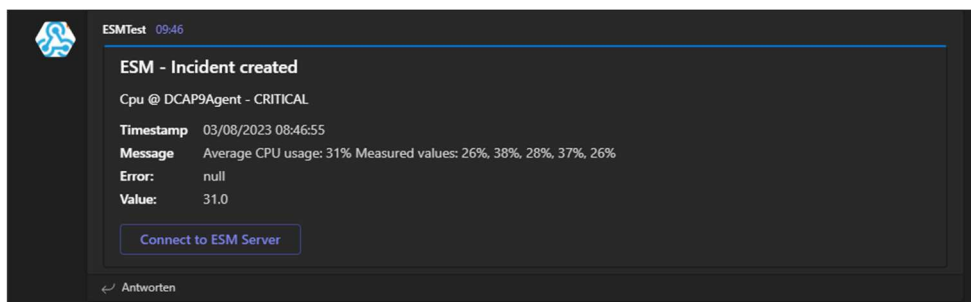 ESMTest 09:46
ESM - Incident created
Cpu @ DCAP9Agent - CRITICAL
Timestamp 03/08/2023 08:46:55
Message Average CPU usage: 31% Measured values: 26%, 38%, 28%, 37%, 26%
Error: null
Value: 31.0
Connect to ESM Server
Antworten